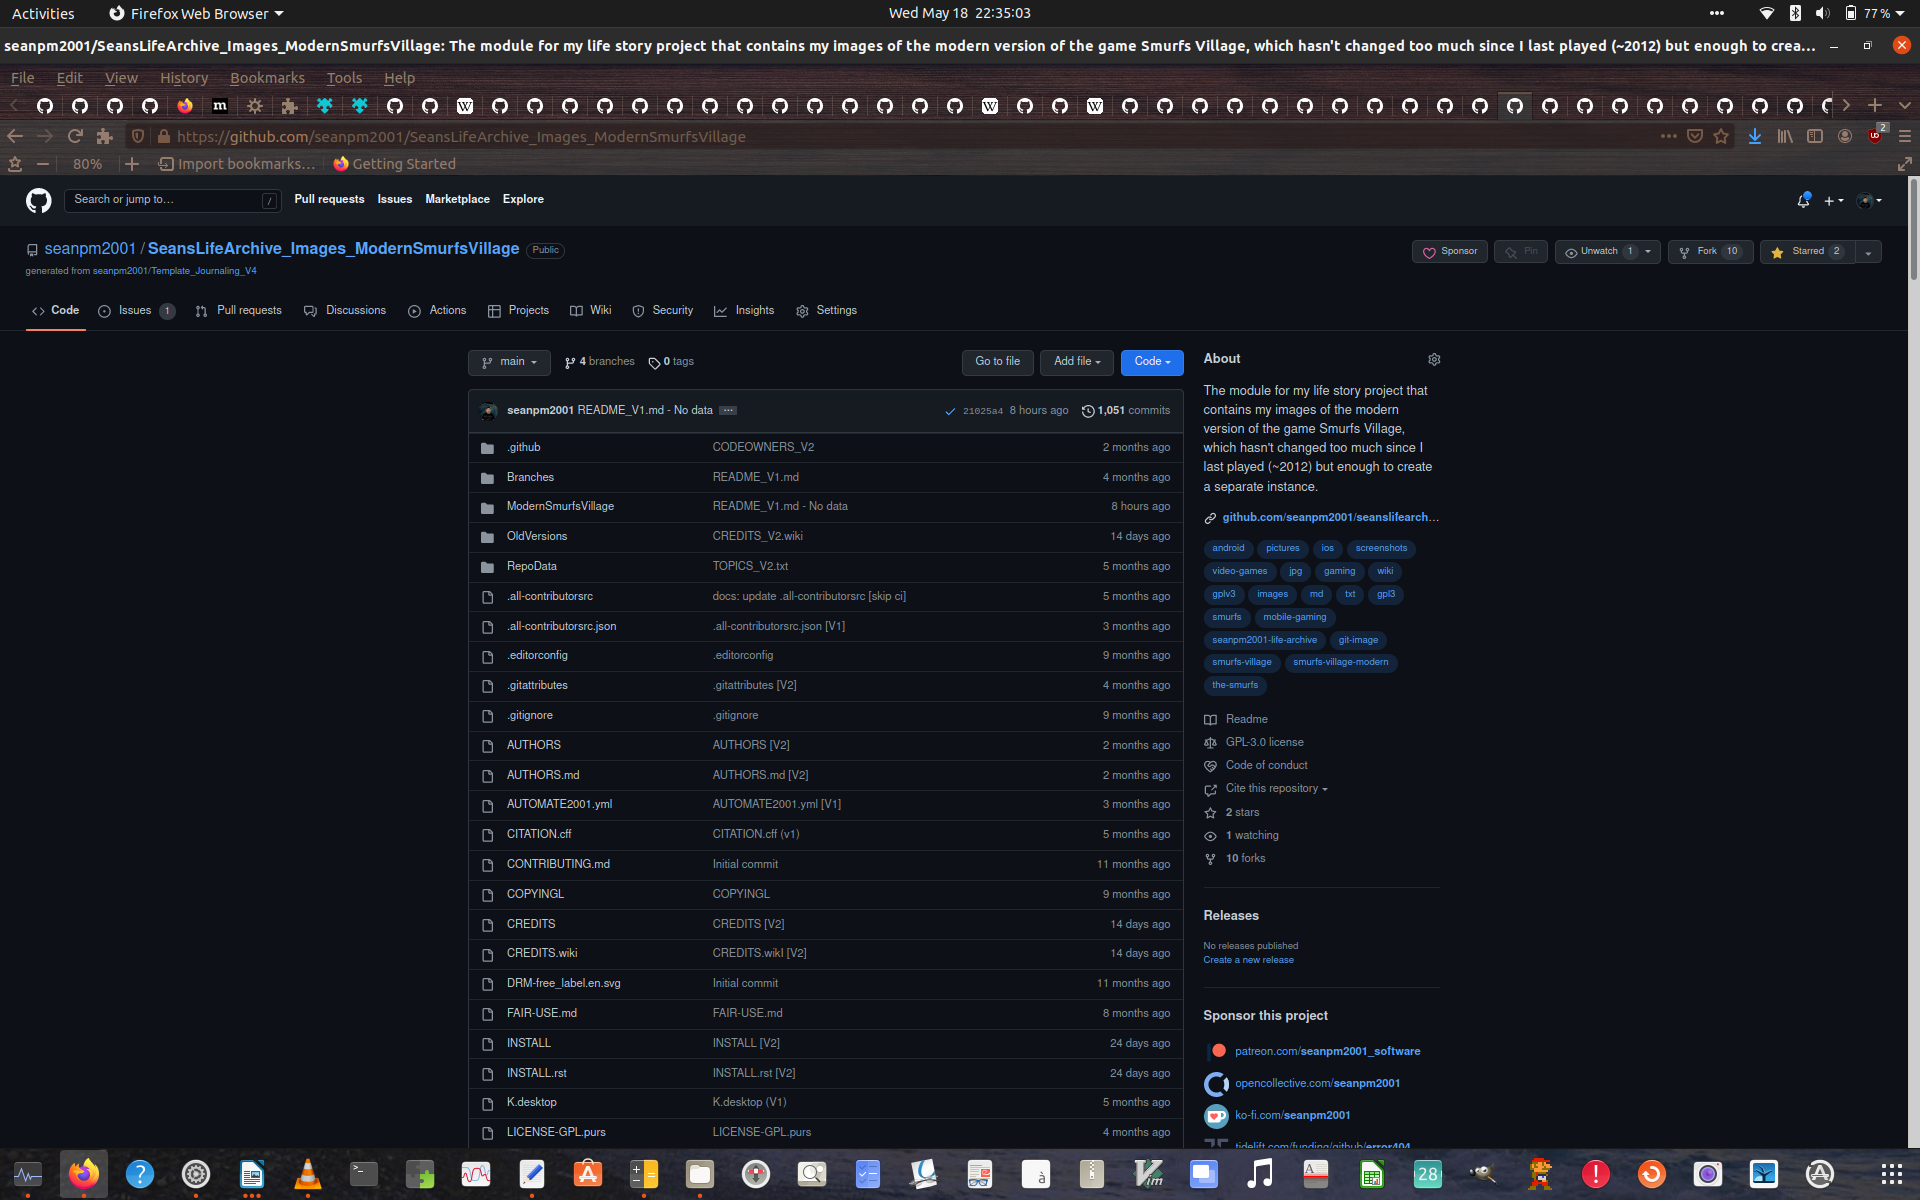 Activities
Firefox Web Browser
Wed May 18 22:35:03
77 %
seanpm2001/SeansLifeArchive_Images_ModernSmurfsVillage: The module for my life story project that contains my images of the modern version of the game Smurfs Village, which hasn't changed too much since I last played (~2012) but enough to crea...
File Edit View History Bookmarks Tools Help
https://github.com/seanpm2001/SeansLifeArchive_Images_ModernSmurfsVillage
2
80%
Import bookmarks...
Getting Started
Search or jump to... /
Pull requests Issues Marketplace Explore
seanpm2001 / SeansLifeArchive_Images_ModernSmurfsVillage Public
generated from seanpm2001/Template_Journaling_V4
Sponsor
Pin
Unwatch 1
Fork 10
Starred 2
Code
Issues 1
Pull requests
Discussions
Actions
Projects
Wiki
Security
Insights
Settings
main
4 branches
0 tags
Go to file
Add file
Code
seanpm2001 README_V1.md - No data ... 21025a4 8 hours ago 1,051 commits
.github CODEOWNERS_V2 2 months ago
Branches README_V1.md 4 months ago
ModernSmurfsVillage README_V1.md - No data 8 hours ago
OldVersions CREDITS_V2.wiki 14 days ago
RepoData TOPICS_V2.txt 5 months ago
.all-contributorsrc docs: update .all-contributorsrc [skip ci] 5 months ago
.all-contributorsrc.json .all-contributorsrc.json [V1] 3 months ago
.editorconfig .editorconfig 9 months ago
.gitattributes .gitattributes [V2] 4 months ago
.gitignore .gitignore 9 months ago
AUTHORS AUTHORS [V2] 2 months ago
AUTHORS.md AUTHORS.md [V2] 2 months ago
AUTOMATE2001.yml AUTOMATE2001.yml [V1] 3 months ago
CITATION.cff CITATION.cff (v1) 5 months ago
CONTRIBUTING.md Initial commit 11 months ago
COPYINGL COPYINGL 9 months ago
CREDITS CREDITS [V2] 14 days ago
CREDITS.wiki CREDITS.wikI [V2] 14 days ago
DRM-free_label.en.svg Initial commit 11 months ago
FAIR-USE.md FAIR-USE.md 8 months ago
INSTALL INSTALL [V2] 24 days ago
INSTALL.rst INSTALL.rst [V2] 24 days ago
K.desktop K.desktop (V1) 5 months ago
LICENSE-GPL.purs LICENSE-GPL.purs 4 months ago
About
The module for my life story project that
contains my images of the modern
version of the game Smurfs Village,
which hasn't changed too much since I
last played (~2012) but enough to create
a separate instance.
github.com/seanpm2001/seanslifearch...
android pictures ios screenshots
video-games jpg gaming wiki
gplv3 images md txt gpl3
smurfs mobile-gaming
seanpm2001-life-archive git-image
smurfs-village smurfs-village-modern
the-smurfs
Readme
GPL-3.0 license
Code of conduct
Cite this repository
2 stars
1 watching
10 forks
Releases
No releases published
Create a new release
Sponsor this project
patreon.com/seanpm2001_software
opencollective.com/seanpm2001
ko-fi.com/seanpm2001
tidelift.com/funding/github/error404
28